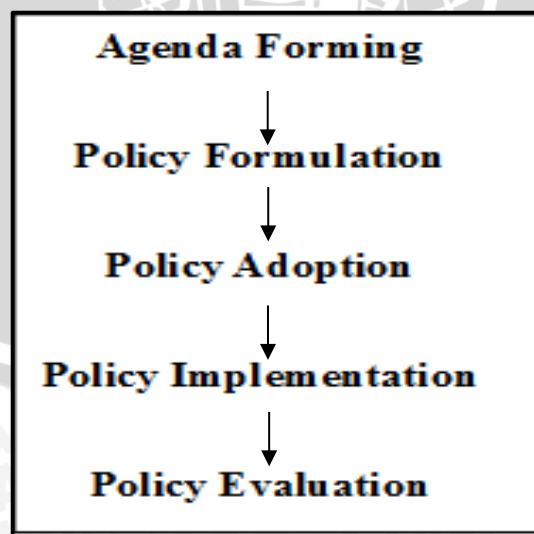 Agenda Forming
Policy Formulation
Policy Adoption
Policy Implementation
Policy Evaluation